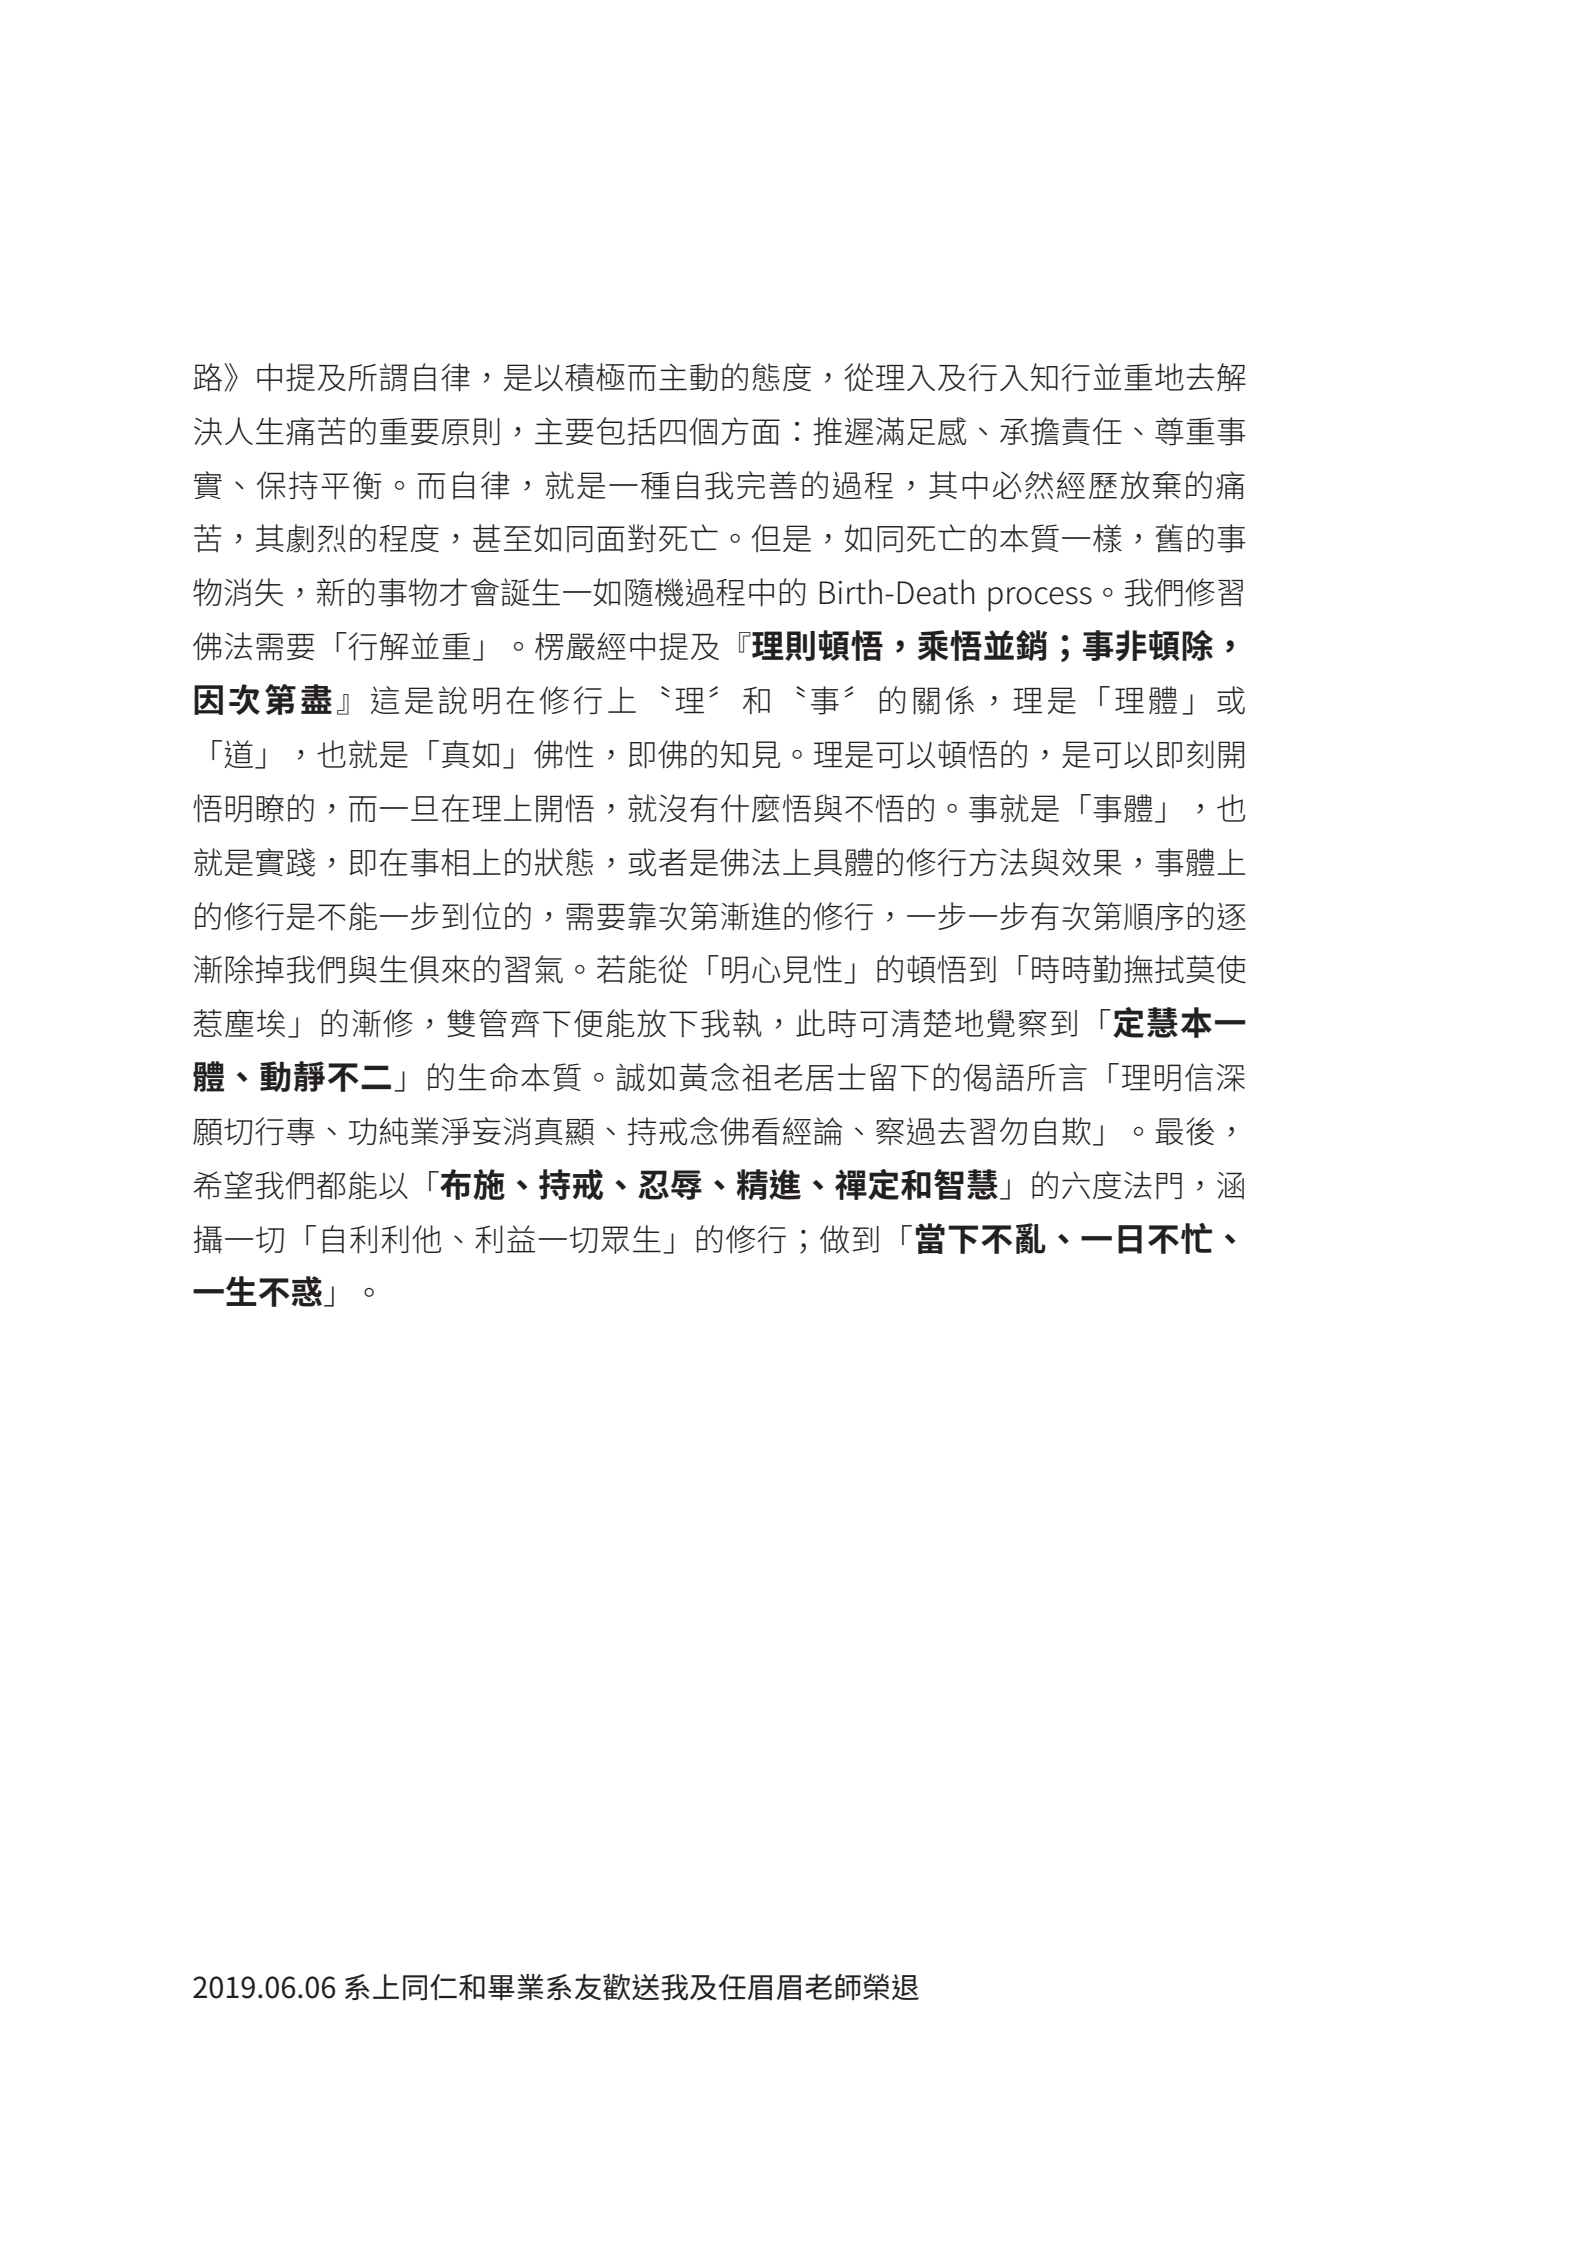 路》中提及所謂自律，是以積極而主動的態度，從理入及行入知行並重地去解
決人生痛苦的重要原則，主要包括四個方面：推遲滿足感、承擔責任、尊重事
實、保持平衡。而自律，就是一種自我完善的過程，其中必然經歷放棄的痛
苦，其劇烈的程度，甚至如同面對死亡。但是，如同死亡的本質一樣，舊的事
物消失，新的事物才會誕生一如隨機過程中的 Birth-Death process。我們修習
佛法需要「行解並重」。楞嚴經中提及『理則頓悟，乘悟並銷；事非頓除，
因次第盡』這是說明在修行上〝理〞和〝事〞的關係，理是「理體」或
「道」，也就是「真如」佛性，即佛的知見。理是可以頓悟的，是可以即刻開
悟明瞭的，而一旦在理上開悟，就沒有什麼悟與不悟的。事就是「事體」，也
就是實踐，即在事相上的狀態，或者是佛法上具體的修行方法與效果，事體上
的修行是不能一步到位的，需要靠次第漸進的修行，一步一步有次第順序的逐
漸除掉我們與生俱來的習氣。若能從「明心見性」的頓悟到「時時勤撫拭莫使
惹塵埃」的漸修，雙管齊下便能放下我執，此時可清楚地覺察到「定慧本一
體、動靜不二」的生命本質。誠如黃念祖老居士留下的偈語所言「理明信深
願切行專、功純業淨妄消真顯、持戒念佛看經論、察過去習勿自欺」。最後，
希望我們都能以「布施、持戒、忍辱、精進、禪定和智慧」的六度法門，涵
攝一切「自利利他、利益一切眾生」的修行；做到「當下不亂、一日不忙、
一生不惑」。
2019.06.06 系上同仁和畢業系友歡送我及任眉眉老師榮退